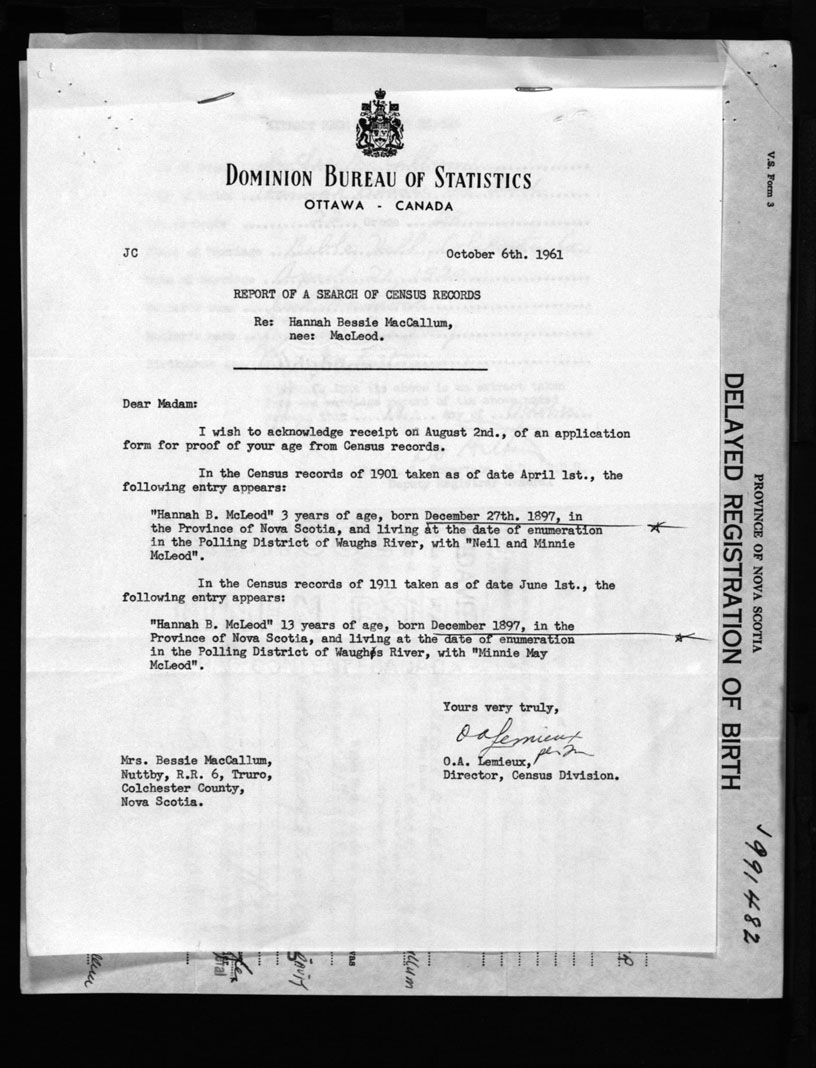 DOMINION BUREAU OF STATISTICS
OTTAWA - CANADA
JC
October 6th. 1961
REPORT OF A SEARCH OF CENSUS RECORDS
Re: Hannah Bessie MacCallum,
nee: MacLeod.
Dear Madam:
I wish to acknowledge receipt on August 2nd., of an application
form for proof of your age from Census records.
In the Census records of 1901 taken as of date April 1st., the
following entry appears:
"Hannah B. McLeod" 3 years of age, born December 27th. 1897, in
the Province of Nova Scotia, and living at the date of enumeration
in the Polling District of Waughs River, with "Neil and Minnie
McLeod".
In the Census records of 1911 taken as of date June 1st., the
following entry appears:
"Hannah B. McLeod" 13 years of age, born December 1897, in the
Province of Nova Scotia, and living at the date of enumeration
in the Polling District of Waughs River, with "Minnie May
McLeod".
Yours very truly,
O A Lemieux
O.A. Lemieux,
Director, Census Division.
Mrs. Bessie MacCallum,
Nuttby, R.R. 6, Truro,
Colchester County,
Nova Scotia.
V.S. Form 3
PROVINCE OF NOVA SCOTIA
DELAYED REGISTRATION OF BIRTH
991482